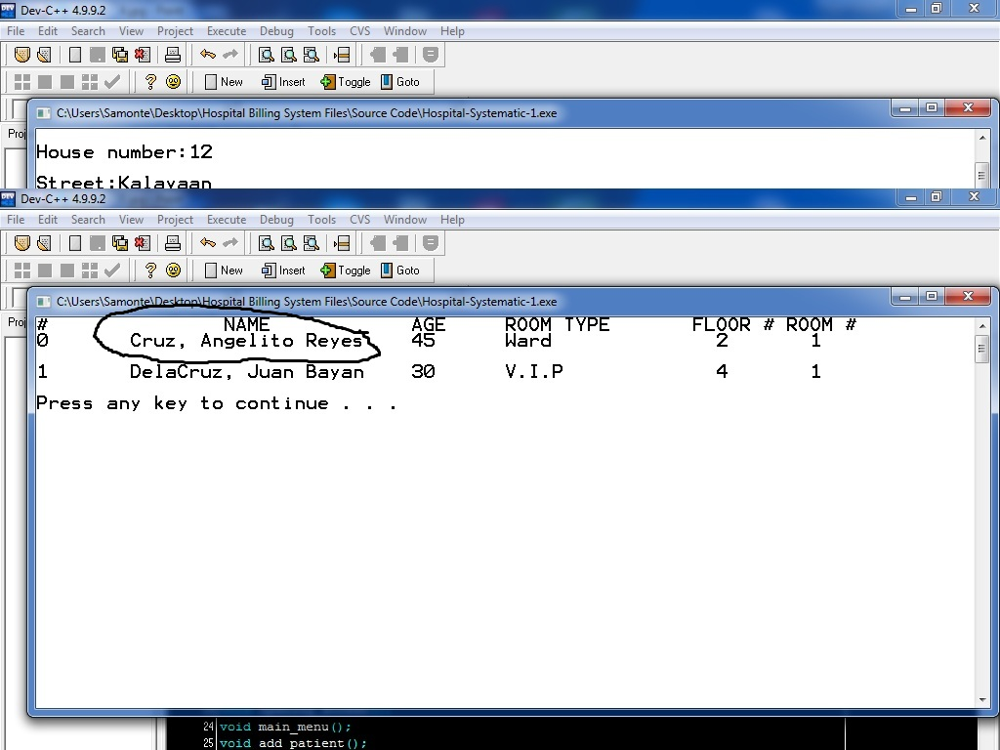 Dev-C++ 4.9.9.2
File Edit Search View Project Execute Debug Tools CVS Window Help
New Insert Toggle Goto
C:\Users\Samonte\Desktop\Hospital Billing System Files\Source Code\Hospital-Systematic-1.exe
Proj
House number:12
Street:Kalayaan
Dev-C++ 4.9.9.2
File Edit Search View Project Execute Debug Tools CVS Window Help
New Insert Toggle Goto
C:\Users\Samonte\Desktop\Hospital Billing System Files\Source Code\Hospital-Systematic-1.exe
Proj
# NAME AGE ROOM TYPE FLOOR # ROOM #
0 Cruz, Angelito Reyes 45 Ward 2 1
1 DelaCruz, Juan Bayan 30 V.I.P 4 1
Press any key to continue . . .
24 void main_menu();
25 void add_patient();